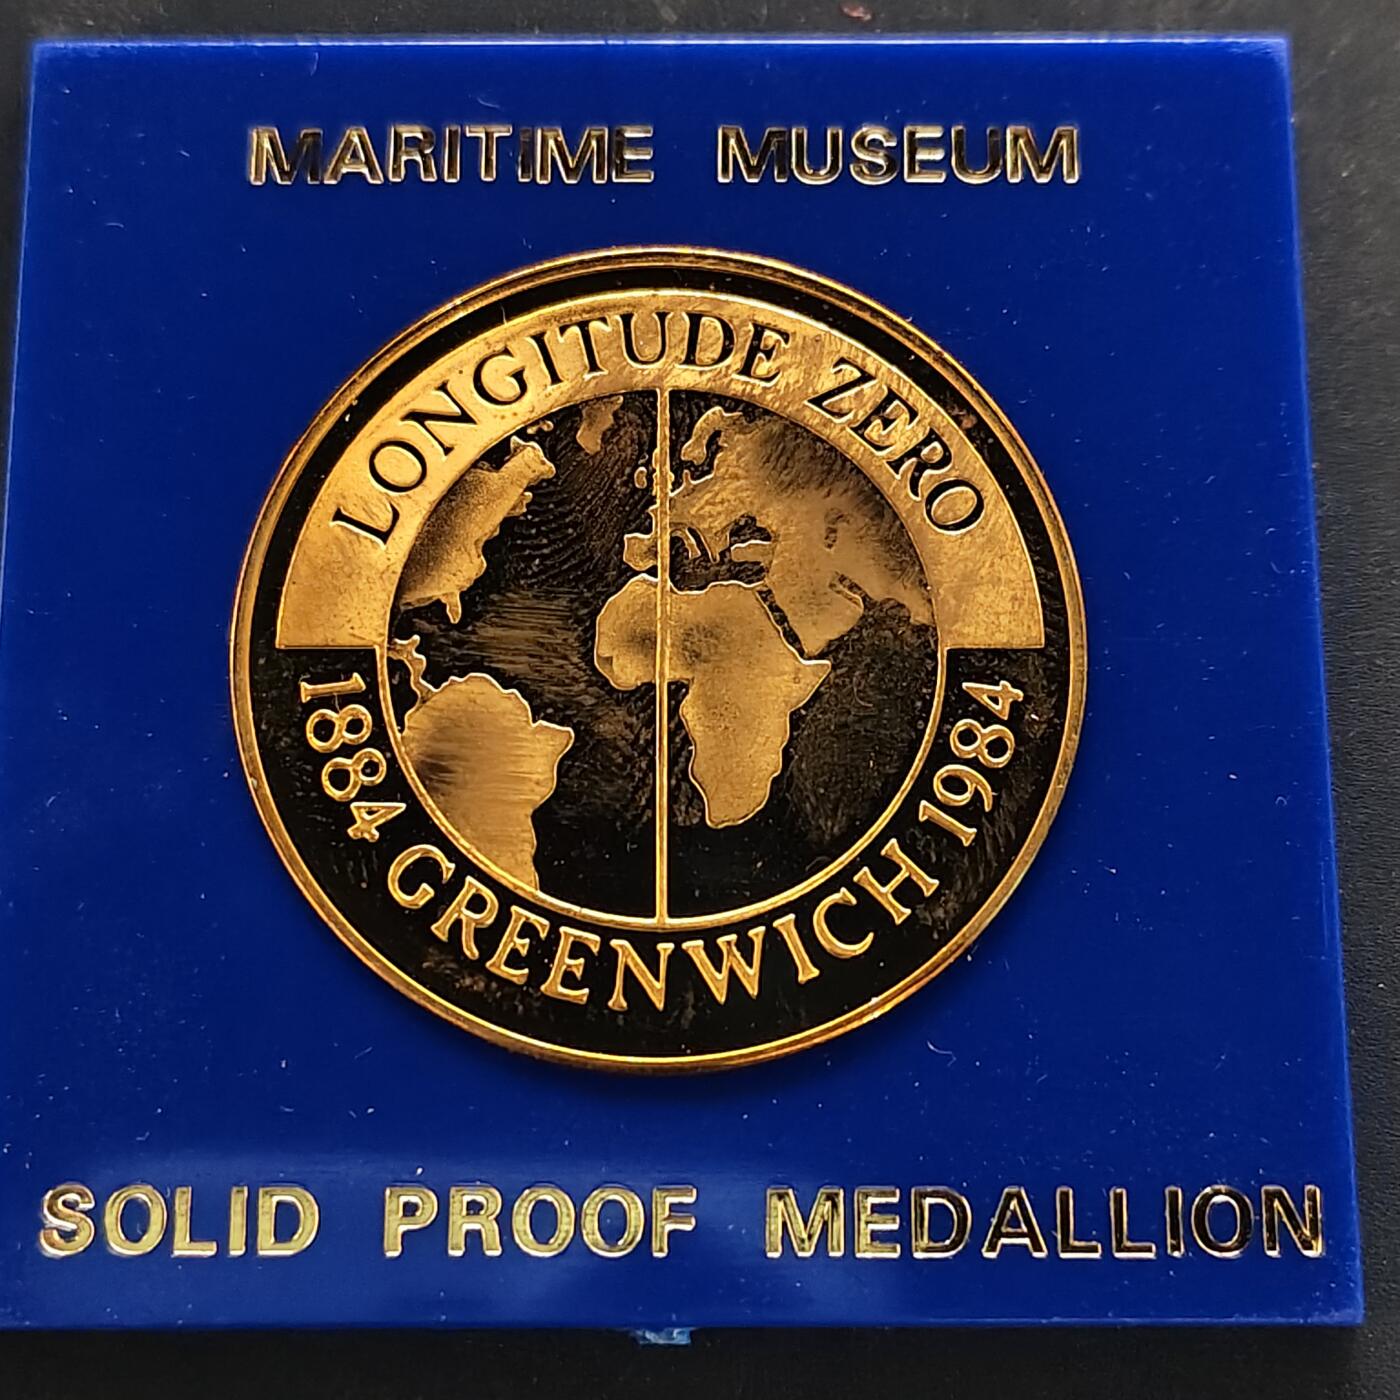 MARITIME MUSEUM
LONGITUDE ZERO
1884 GREENWICH 1984
SOLID PROOF MEDALLION